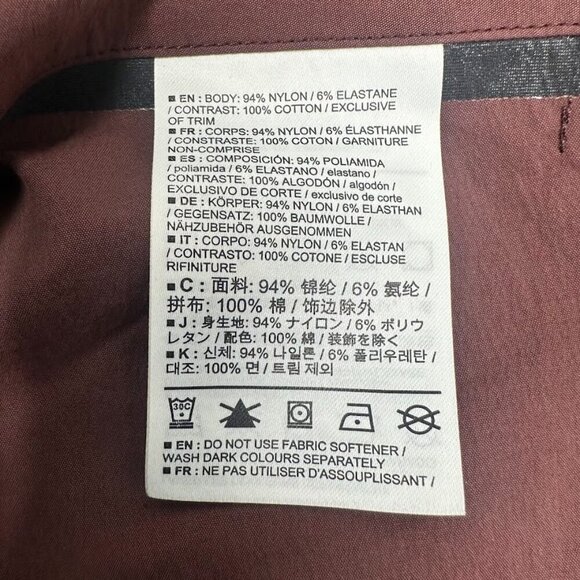 ■ EN : BODY: 94% NYLON / 6% ELASTANE
/ CONTRAST: 100% COTTON / EXCLUSIVE
OF TRIM
■ FR : CORPS: 94% NYLON / 6% ÉLASTHANNE
/ CONSTRASTE: 100% COTON / GARNITURE
NON-COMPRISE
■ ES : COMPOSICIÓN: 94% POLIAMIDA
/ poliamida / 6% ELASTANO / elastano /
CONTRASTE: 100% ALGODÓN / algodón /
EXCLUSIVO DE CORTE / exclusivo de corte
■ DE : KÖRPER: 94% NYLON / 6% ELASTHAN
/ GEGENSATZ: 100% BAUMWOLLE /
NÄHZUBEHÖR AUSGENOMMEN
■ IT : CORPO: 94% NYLON / 6% ELASTAN
/ CONTRASTO: 100% COTONE / ESCLUSE
RIFINITURE
■ C : 面料: 94% 锦纶 / 6% 氨纶 /
拼布: 100% 棉 / 饰边除外
■ J : 身生地: 94% ナイロン / 6% ポリウ
レタン / 配色: 100% 綿 / 装飾を除く
■ K : 신체: 94% 나일론 / 6% 폴리우레탄 /
대조: 100% 면 / 트림 제외
30C
■ EN : DO NOT USE FABRIC SOFTENER /
WASH DARK COLOURS SEPARATELY
■ FR : NE PAS UTILISER D'ASSOUPLISSANT /